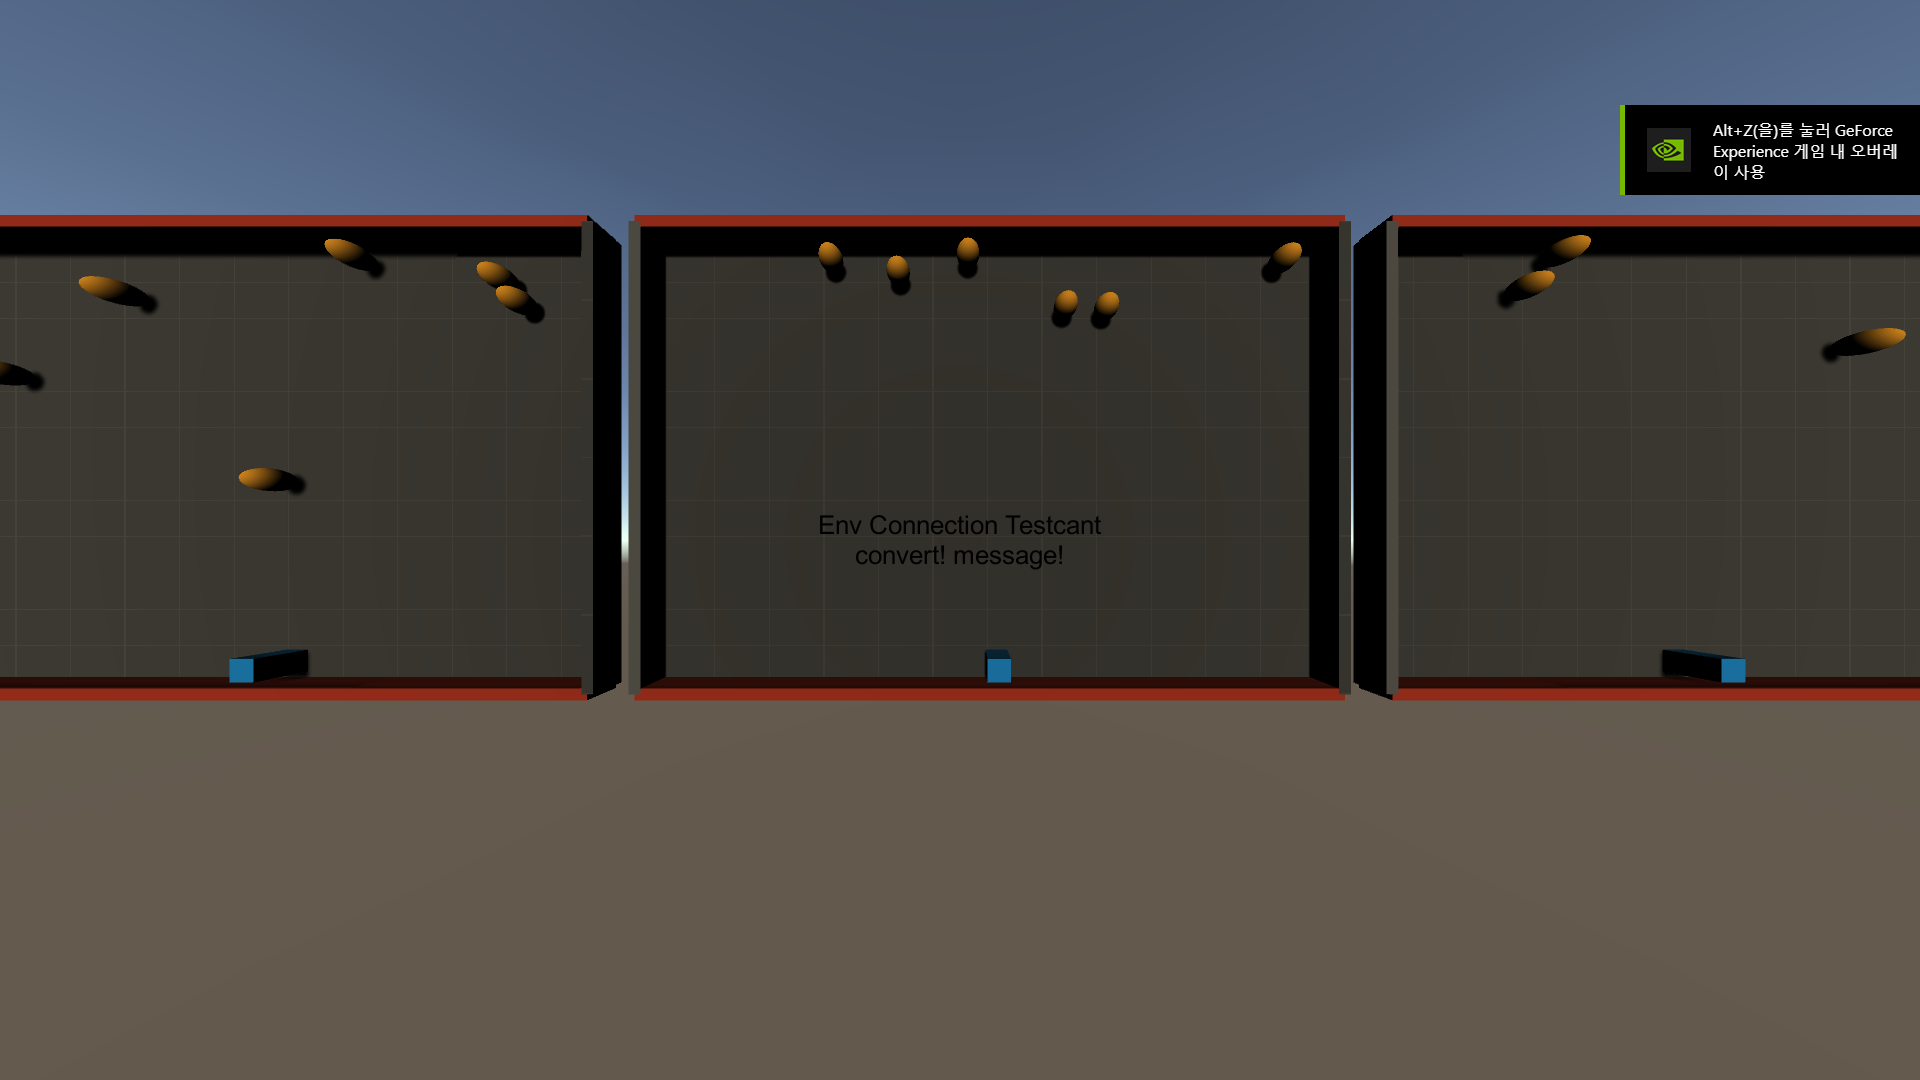 Alt+Z(을)를 눌러 GeForce
Experience 게임 내 오버레
이 사용
Env Connection Testcant
convert! message!